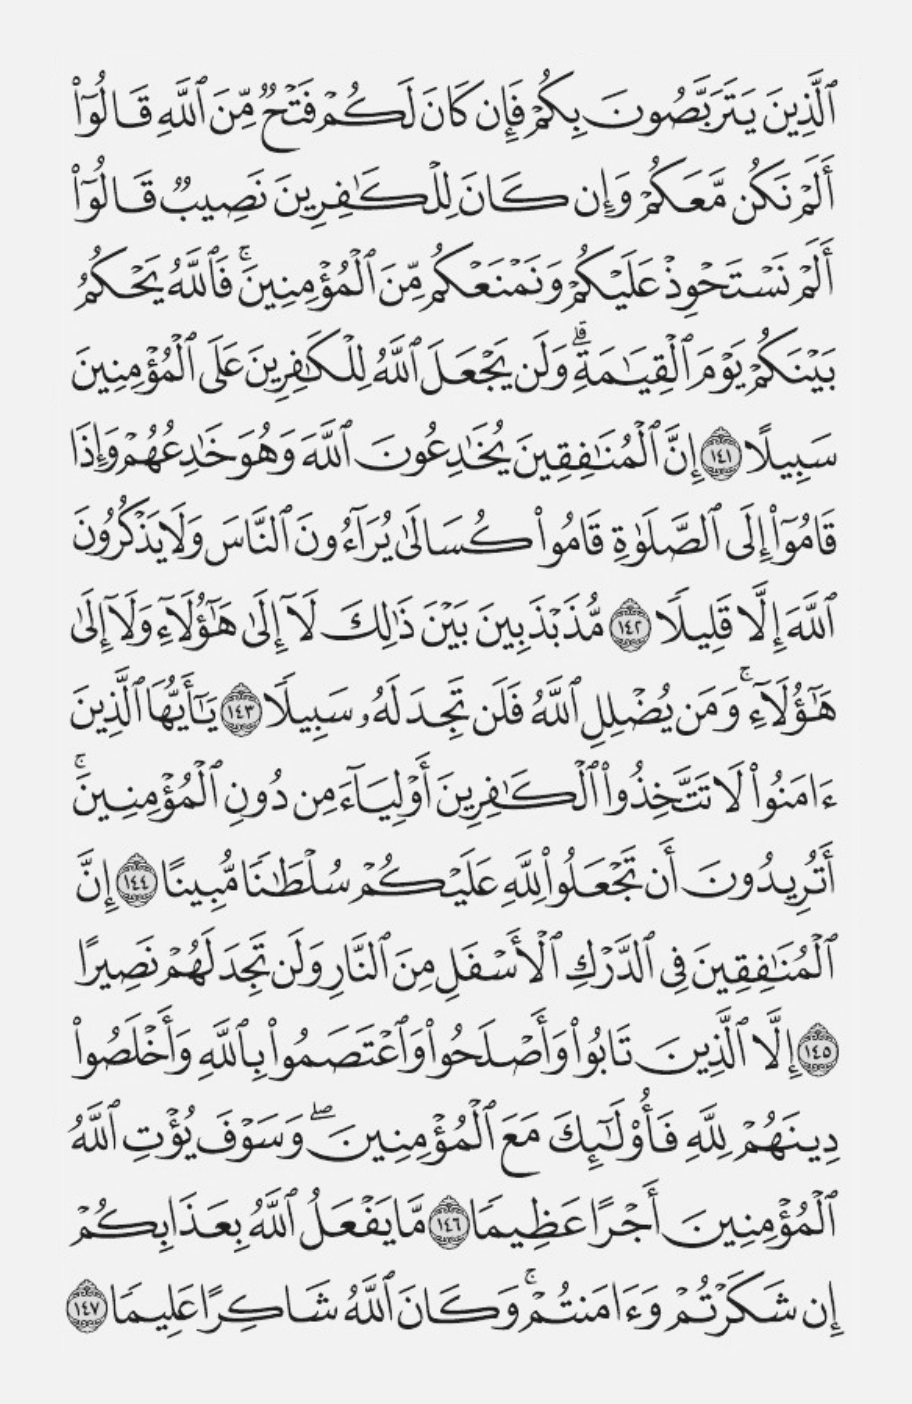 ٱلَّذِينَ يَتَرَبَّصُونَ بِكُمْ فَإِن كَانَ لَكُمْ فَتْحٌ مِّنَ ٱللَّهِ قَالُوٓا۟
أَلَمْ نَكُن مَّعَكُمْ وَإِن كَانَ لِلْكَـٰفِرِينَ نَصِيبٌ قَالُوٓا۟
أَلَمْ نَسْتَحْوِذْ عَلَيْكُمْ وَنَمْنَعْكُم مِّنَ ٱلْمُؤْمِنِينَ ۚ فَٱللَّهُ يَحْكُمُ
بَيْنَكُمْ يَوْمَ ٱلْقِيَـٰمَةِ ۗ وَلَن يَجْعَلَ ٱللَّهُ لِلْكَـٰفِرِينَ عَلَى ٱلْمُؤْمِنِينَ
سَبِيلًا ١٤١ إِنَّ ٱلْمُنَـٰفِقِينَ يُخَـٰدِعُونَ ٱللَّهَ وَهُوَ خَـٰدِعُهُمْ وَإِذَا
قَامُوٓا۟ إِلَى ٱلصَّلَوٰةِ قَامُوا۟ كُسَالَىٰ يُرَآءُونَ ٱلنَّاسَ وَلَا يَذْكُرُونَ
ٱللَّهَ إِلَّا قَلِيلًا ١٤٢ مُّذَبْذَبِينَ بَيْنَ ذَٰلِكَ لَآ إِلَىٰ هَـٰٓؤُلَآءِ وَلَآ إِلَىٰ
هَـٰٓؤُلَآءِ ۚ وَمَن يُضْلِلِ ٱللَّهُ فَلَن تَجِدَ لَهُۥ سَبِيلًا ١٤٣ يَـٰٓأَيُّهَا ٱلَّذِينَ
ءَامَنُوا۟ لَا تَتَّخِذُوا۟ ٱلْكَـٰفِرِينَ أَوْلِيَآءَ مِن دُونِ ٱلْمُؤْمِنِينَ ۚ
أَتُرِيدُونَ أَن تَجْعَلُوا۟ لِلَّهِ عَلَيْكُمْ سُلْطَـٰنًا مُّبِينًا ١٤٤ إِنَّ
ٱلْمُنَـٰفِقِينَ فِى ٱلدَّرْكِ ٱلْأَسْفَلِ مِنَ ٱلنَّارِ وَلَن تَجِدَ لَهُمْ نَصِيرًا
١٤٥ إِلَّا ٱلَّذِينَ تَابُوا۟ وَأَصْلَحُوا۟ وَٱعْتَصَمُوا۟ بِٱللَّهِ وَأَخْلَصُوا۟
دِينَهُمْ لِلَّهِ فَأُو۟لَـٰٓئِكَ مَعَ ٱلْمُؤْمِنِينَ ۖ وَسَوْفَ يُؤْتِ ٱللَّهُ
ٱلْمُؤْمِنِينَ أَجْرًا عَظِيمًا ١٤٦ مَّا يَفْعَلُ ٱللَّهُ بِعَذَابِكُمْ
إِن شَكَرْتُمْ وَءَامَنتُمْ ۚ وَكَانَ ٱللَّهُ شَاكِرًا عَلِيمًا ١٤٧